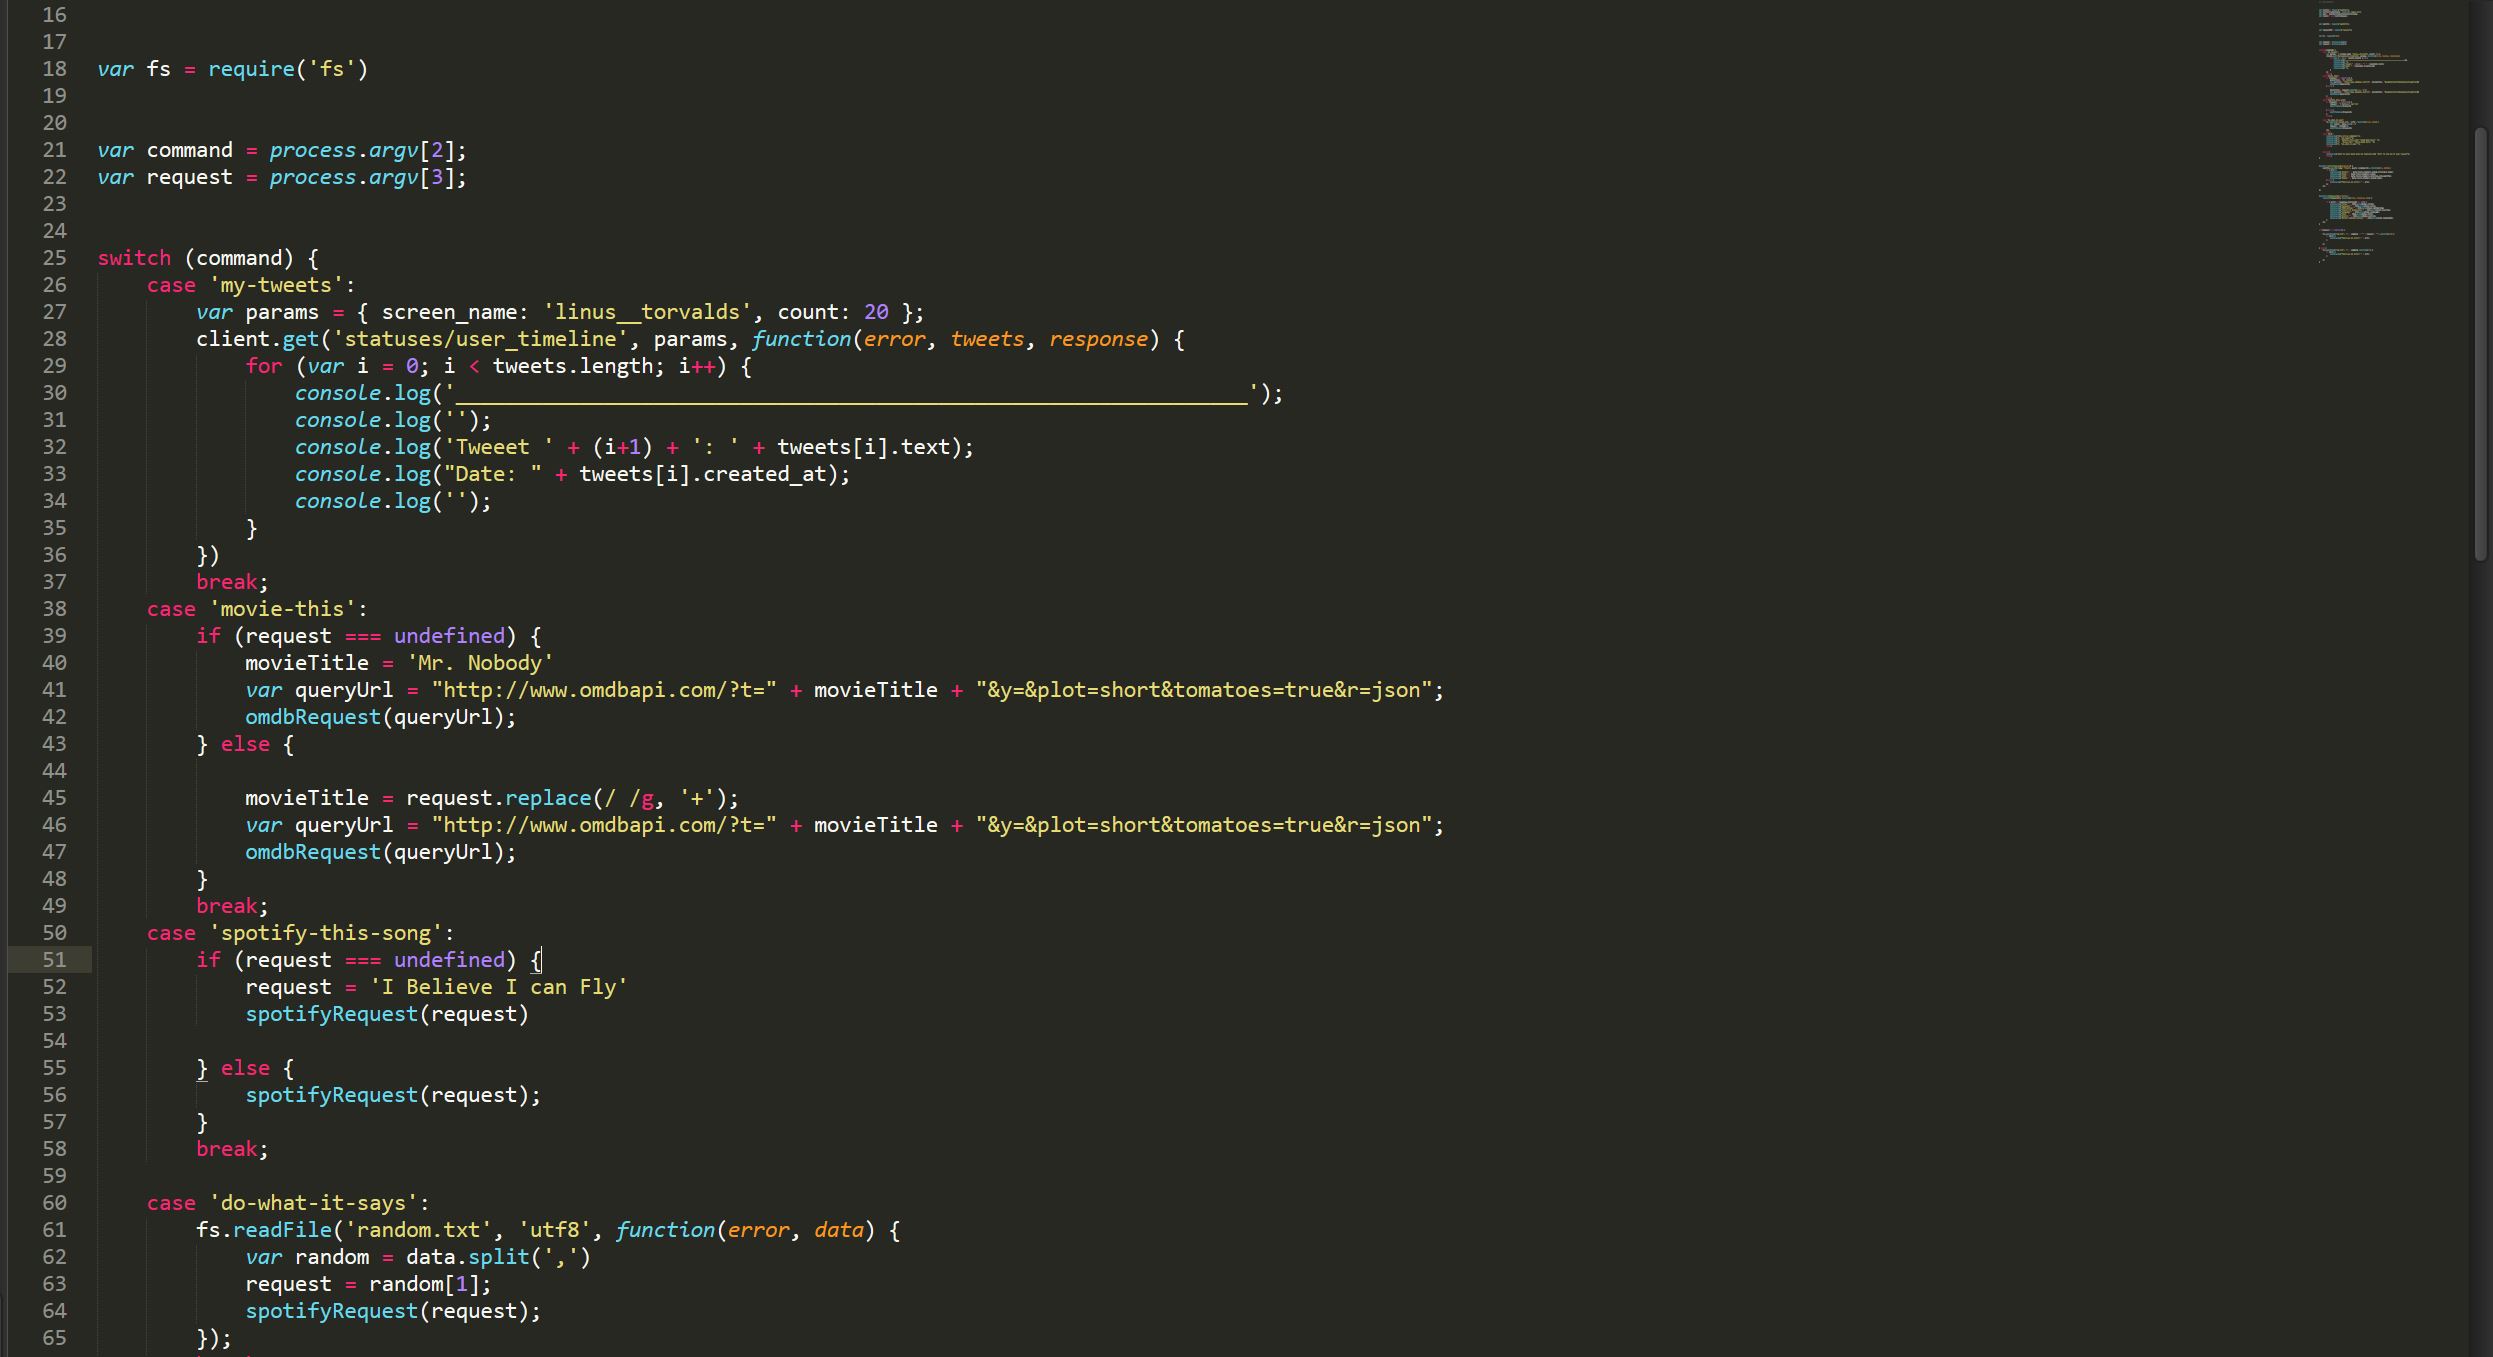 16
17
18 var fs = require('fs')
19
20
21 var command = process.argv[2];
22 var request = process.argv[3];
23
24
25 switch (command) {
26     case 'my-tweets':
27         var params = { screen_name: 'linus__torvalds', count: 20 };
28         client.get('statuses/user_timeline', params, function(error, tweets, response) {
29             for (var i = 0; i < tweets.length; i++) {
30                 console.log('________________________________________________________________');
31                 console.log('');
32                 console.log('Tweeet ' + (i+1) + ': ' + tweets[i].text);
33                 console.log("Date: " + tweets[i].created_at);
34                 console.log('');
35             }
36         })
37         break;
38     case 'movie-this':
39         if (request === undefined) {
40             movieTitle = 'Mr. Nobody'
41             var queryUrl = "http://www.omdbapi.com/?t=" + movieTitle + "&y=&plot=short&tomatoes=true&r=json";
42             omdbRequest(queryUrl);
43         } else {
44
45             movieTitle = request.replace(/ /g, '+');
46             var queryUrl = "http://www.omdbapi.com/?t=" + movieTitle + "&y=&plot=short&tomatoes=true&r=json";
47             omdbRequest(queryUrl);
48         }
49         break;
50     case 'spotify-this-song':
51         if (request === undefined) {
52             request = 'I Believe I can Fly'
53             spotifyRequest(request)
54
55         } else {
56             spotifyRequest(request);
57         }
58         break;
59
60     case 'do-what-it-says':
61         fs.readFile('random.txt', 'utf8', function(error, data) {
62             var random = data.split(',')
63             request = random[1];
64             spotifyRequest(request);
65         });